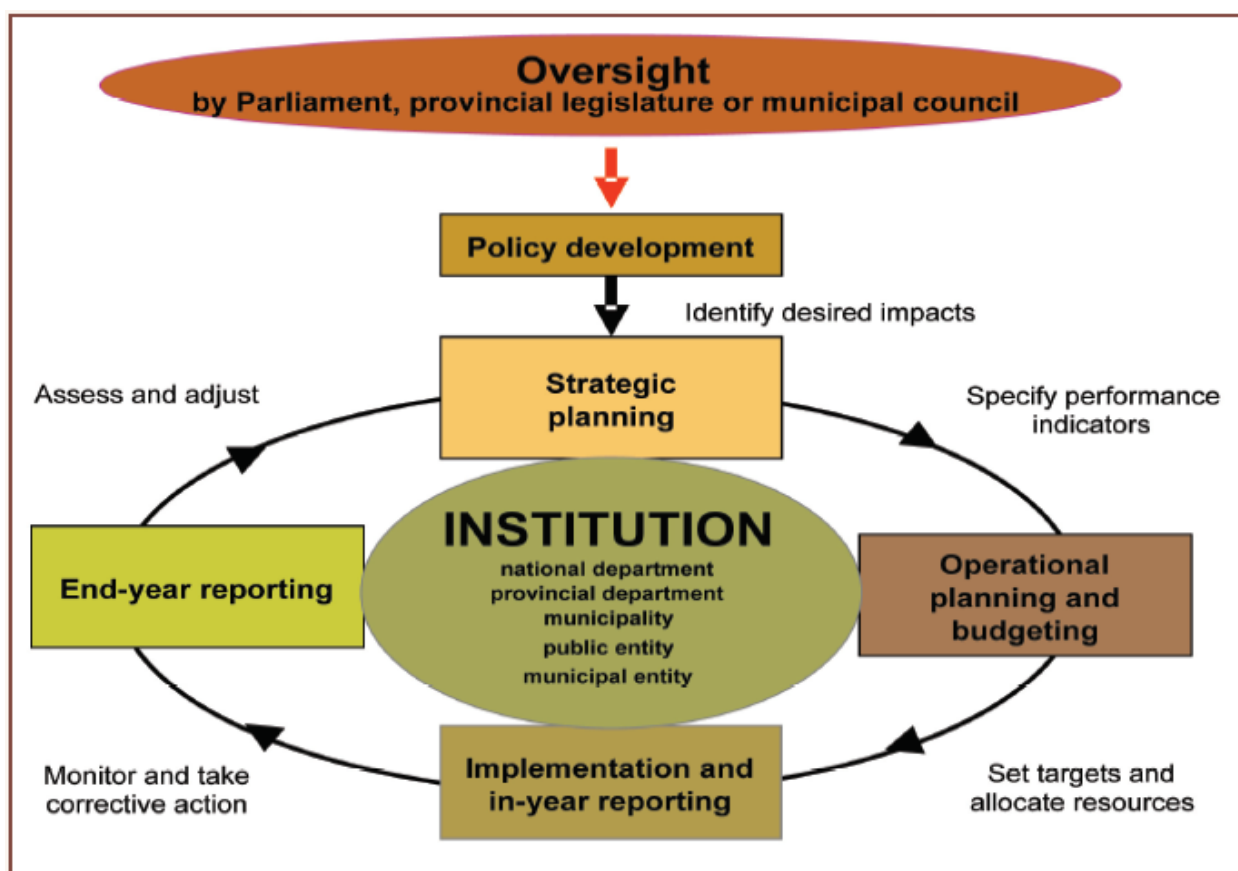 Oversight
by Parliament, provincial legislature or municipal council
Policy development
Identify desired impacts
Strategic
planning
Assess and adjust
Specify performance
indicators
INSTITUTION
national department
provincial department
municipality
public entity
municipal entity
End-year reporting
Operational
planning and
budgeting
Implementation and
in-year reporting
Monitor and take
corrective action
Set targets and
allocate resources